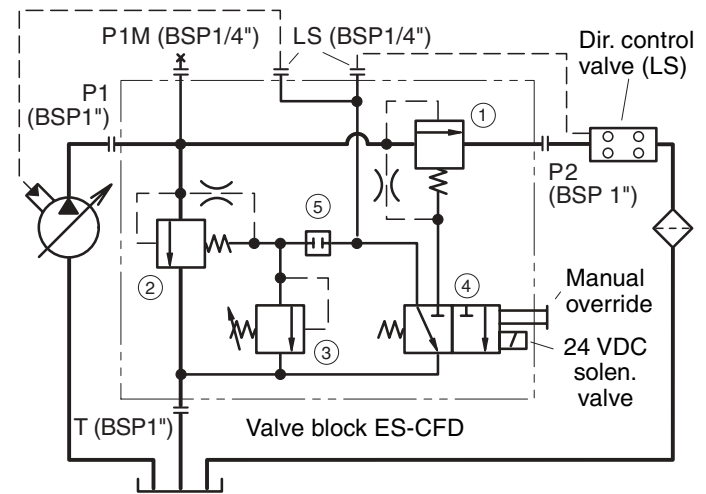 P1M (BSP1/4")
LS (BSP1/4")
Dir. control
valve (LS)
P1
(BSP1")
1
P2
(BSP 1")
5
2
4
Manual
override
3
24 VDC
solen.
valve
T (BSP1")
Valve block ES-CFD